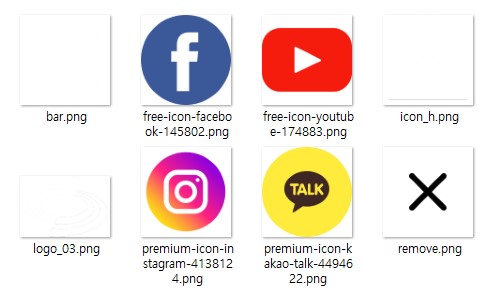 bar.png
free-icon-facebo
ok-145802.png
free-icon-youtub
e-174883.png
icon_h.png
TALK
logo_03.png
premium-icon-in
stagram-413812
4.png
premium-icon-k
akao-talk-44946
22.png
remove.png